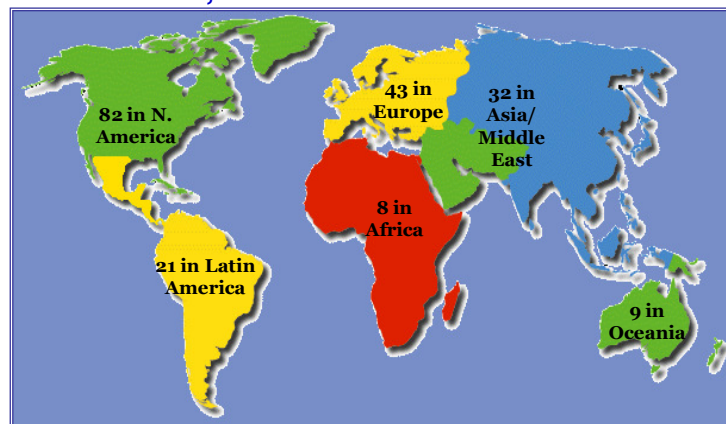 82 in N.
America
43 in
Europe
32 in
Asia/
Middle
East
8 in
Africa
21 in Latin
America
9 in
Oceania